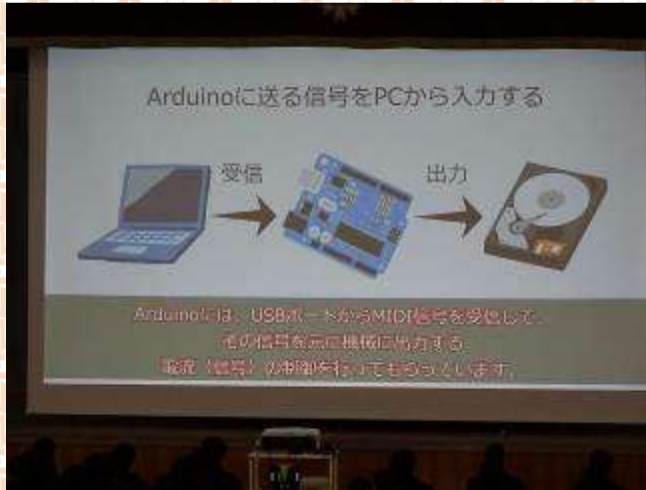 Arduinoに送る信号をPCから入力する
受信
出力
Arduinoには、USBポートからMIDI信号を受信して、
その信号を元に機械に出力する
電流（信号）の制御を行ってもらっています。